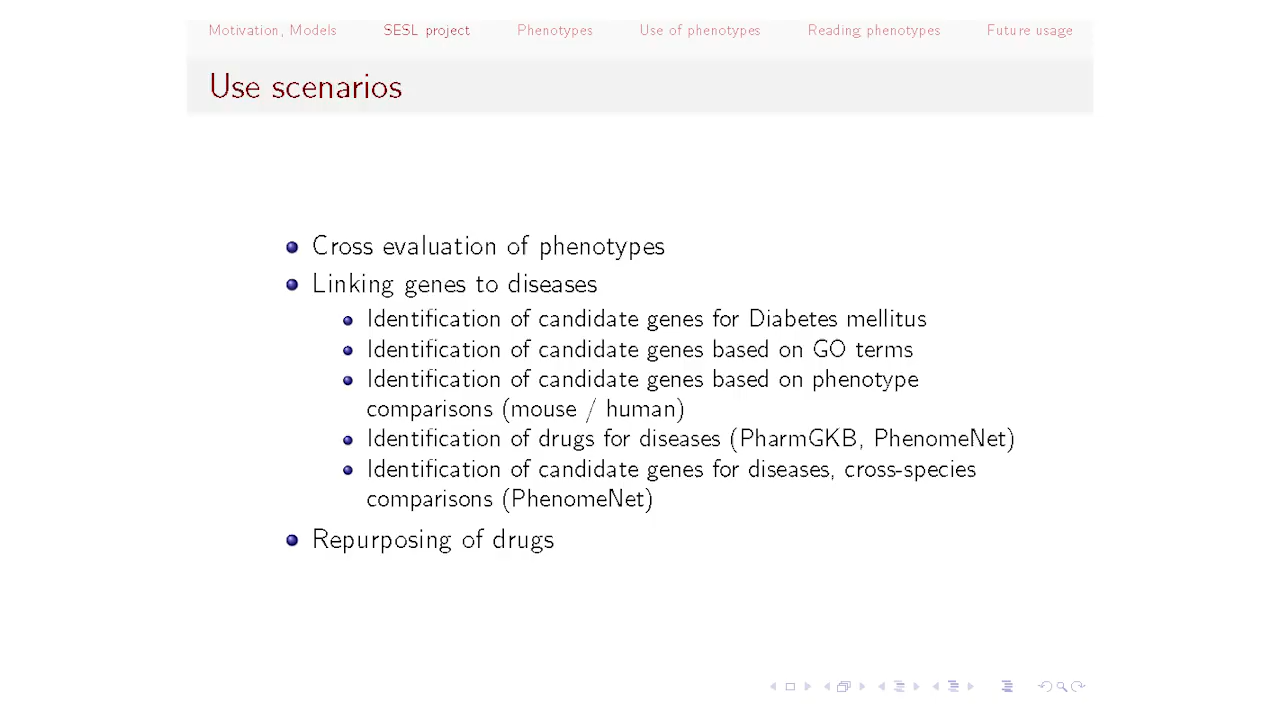 Motivation, Models SESL project Phenotypes Use of phenotypes Reading phenotypes Future usage
Use scenarios
Cross evaluation of phenotypes
Linking genes to diseases
Identification of candidate genes for Diabetes mellitus
Identification of candidate genes based on GO terms
Identification of candidate genes based on phenotype
comparisons (mouse / human)
Identification of drugs for diseases (PharmGKB, PhenomeNet)
Identification of candidate genes for diseases, cross-species
comparisons (PhenomeNet)
Repurposing of drugs